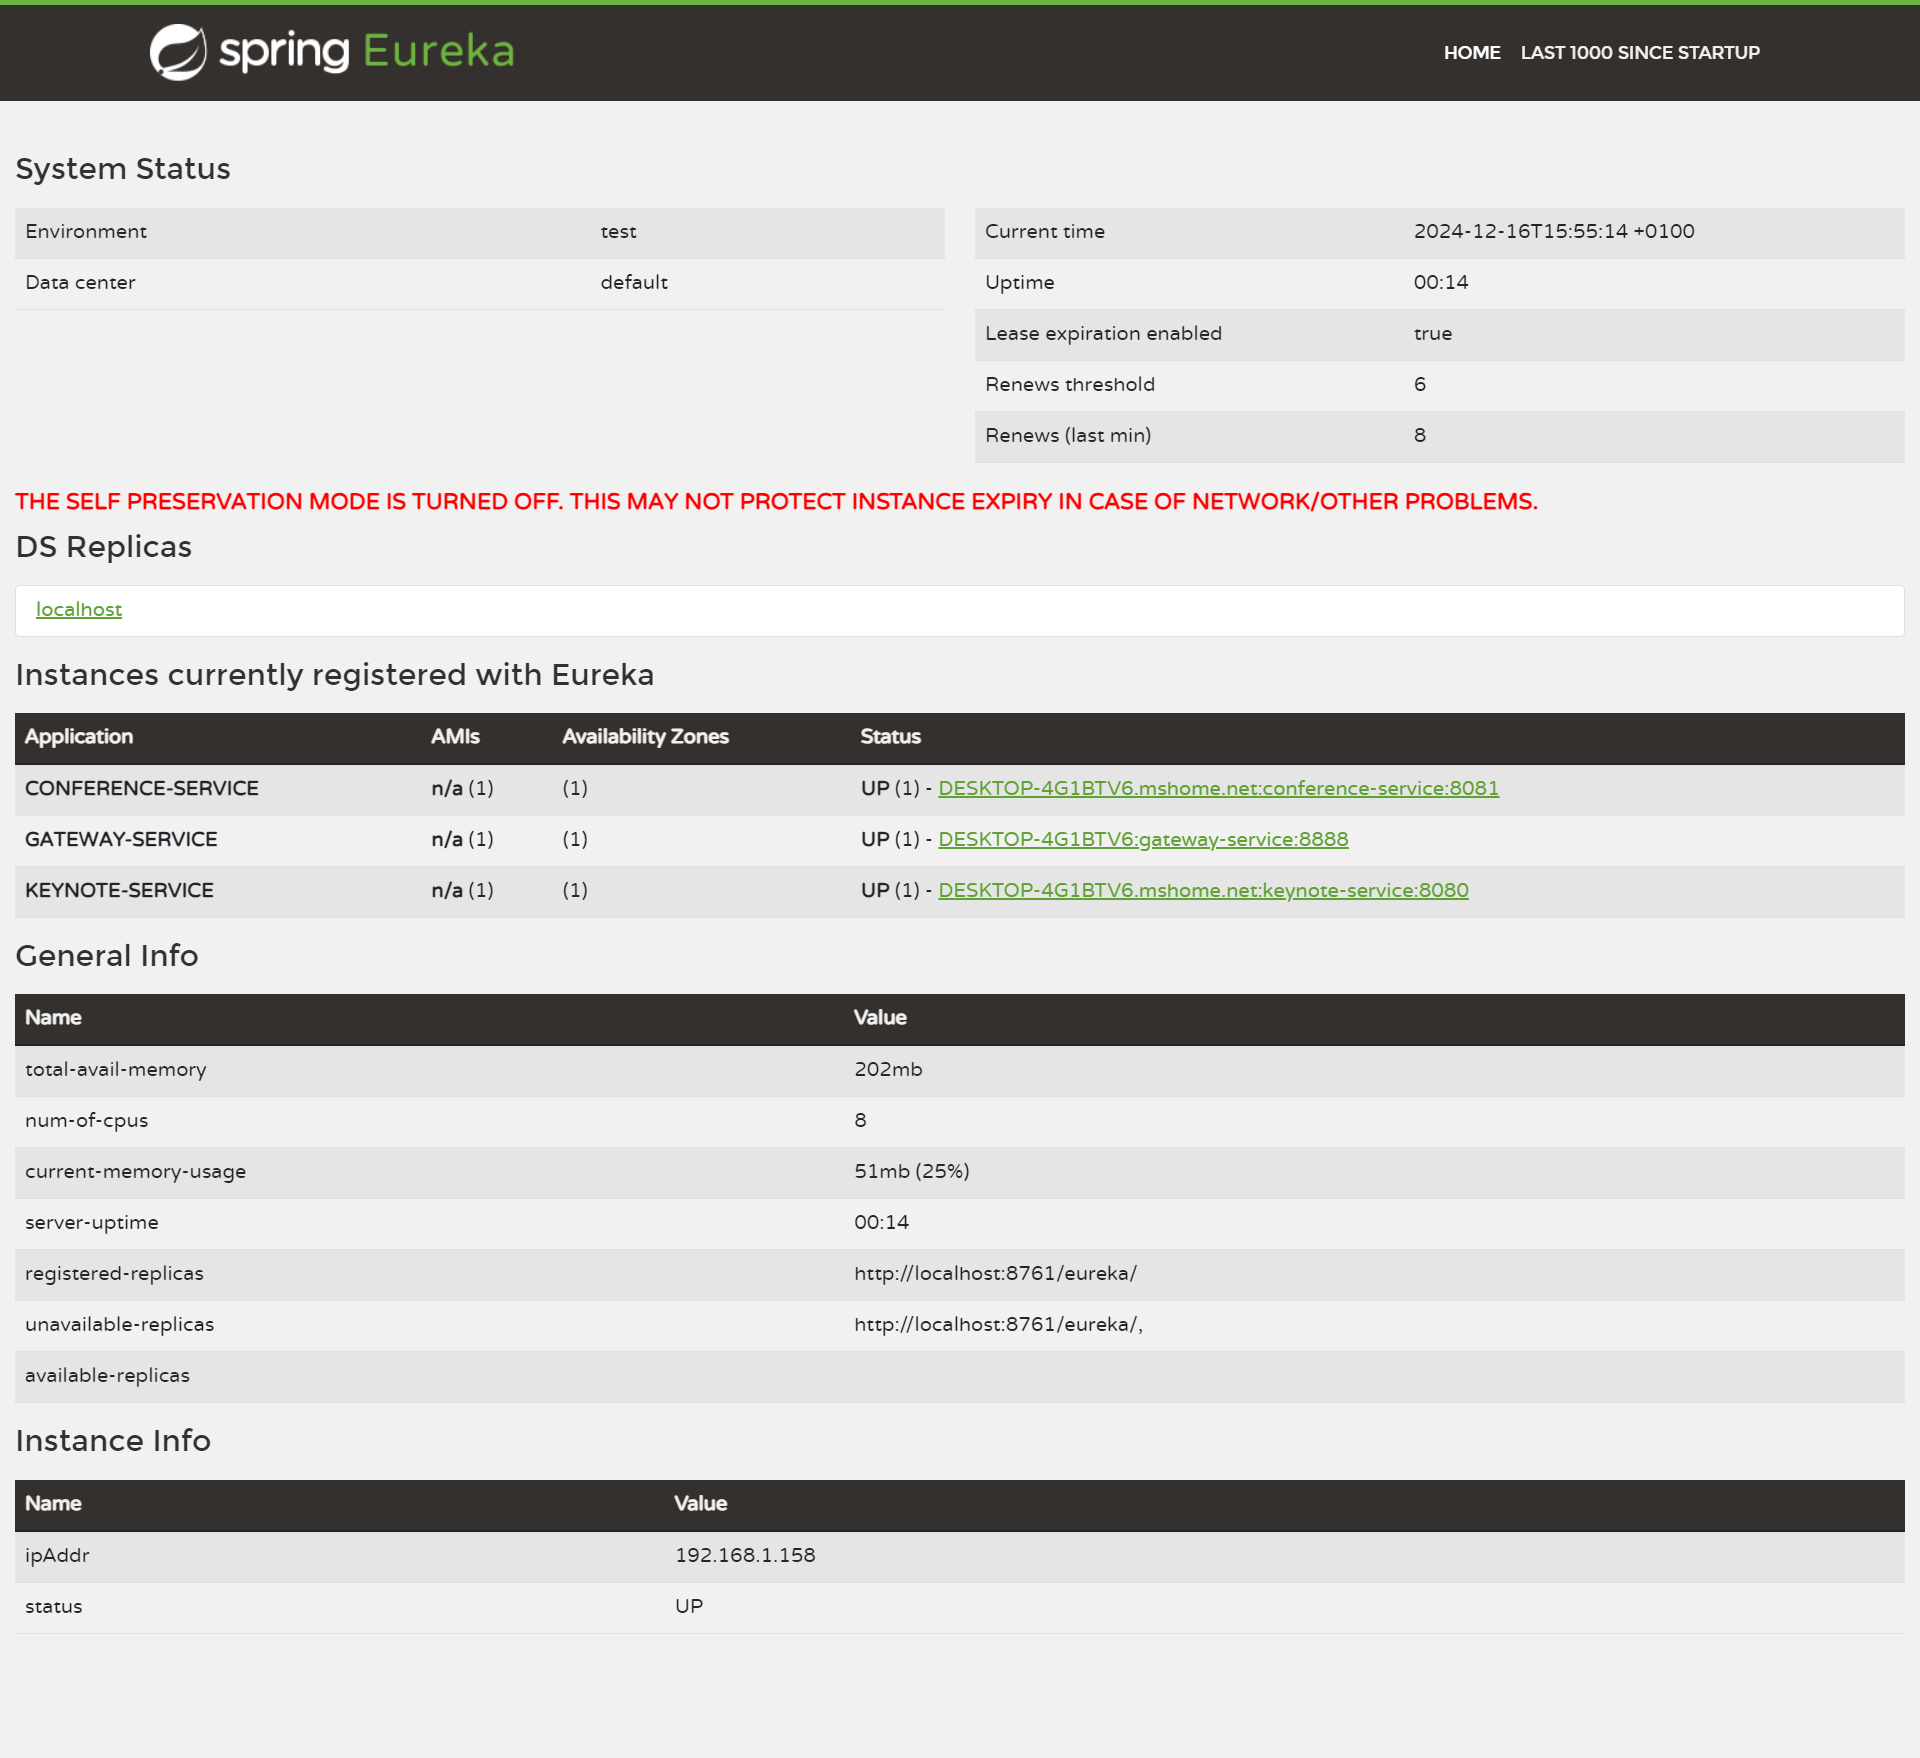 spring Eureka
HOME LAST 1000 SINCE STARTUP
System Status
Environment test
Data center default
Current time 2024-12-16T15:55:14 +0100
Uptime 00:14
Lease expiration enabled true
Renews threshold 6
Renews (last min) 8
THE SELF PRESERVATION MODE IS TURNED OFF. THIS MAY NOT PROTECT INSTANCE EXPIRY IN CASE OF NETWORK/OTHER PROBLEMS.
DS Replicas
localhost
Instances currently registered with Eureka
Application AMIs Availability Zones Status
CONFERENCE-SERVICE n/a (1) (1) UP (1) - DESKTOP-4G1BTV6.mshome.net:conference-service:8081
GATEWAY-SERVICE n/a (1) (1) UP (1) - DESKTOP-4G1BTV6:gateway-service:8888
KEYNOTE-SERVICE n/a (1) (1) UP (1) - DESKTOP-4G1BTV6.mshome.net:keynote-service:8080
General Info
Name Value
total-avail-memory 202mb
num-of-cpus 8
current-memory-usage 51mb (25%)
server-uptime 00:14
registered-replicas http://localhost:8761/eureka/
unavailable-replicas http://localhost:8761/eureka/,
available-replicas
Instance Info
Name Value
ipAddr 192.168.1.158
status UP